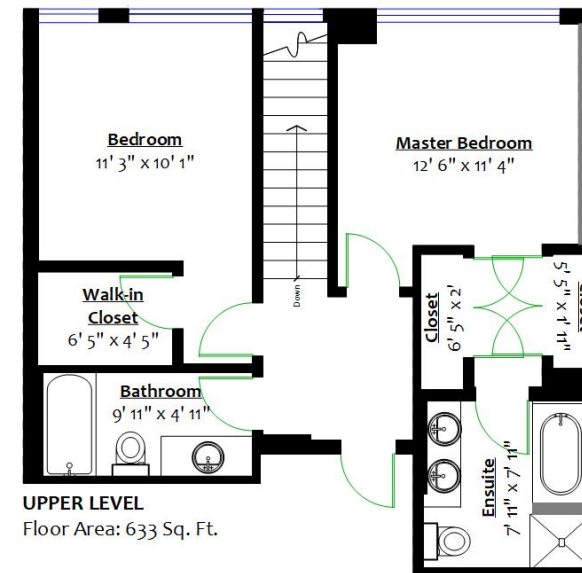 Bedroom
11' 3" x 10' 1"
Master Bedroom
12' 6" x 11' 4"
Down
Walk-in
Closet
6' 5" x 4' 5"
Closet
6' 5" x 2'
5' 5" x 1' 11"
Bathroom
9' 11" x 4' 11"
Ensuite
7' 11" x 7' 11"
UPPER LEVEL
Floor Area: 633 Sq. Ft.